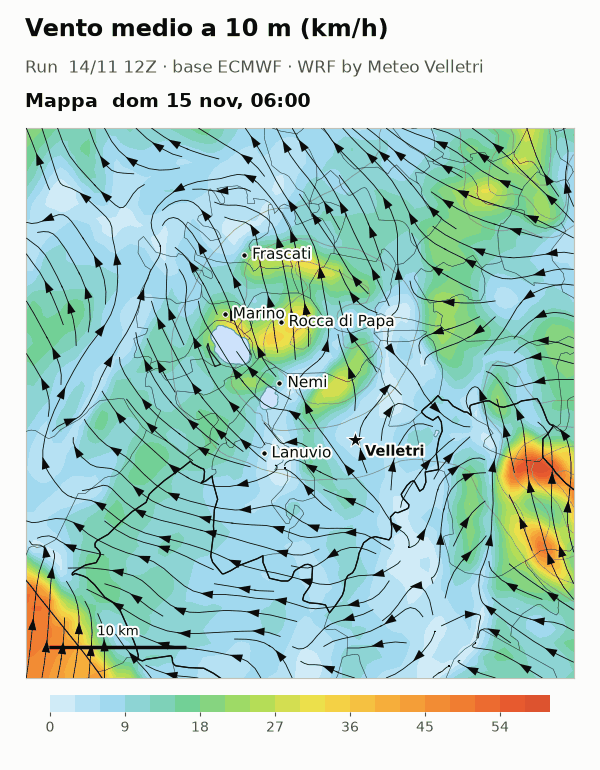 Vento medio a 10 m (km/h)
Run  14/11 12Z · base ECMWF · WRF by Meteo Velletri
Mappa  dom 15 nov, 06:00
Frascati
Marino
Rocca di Papa
Nemi
Velletri
Lanuvio
10 km
0 9 18 27 36 45 54